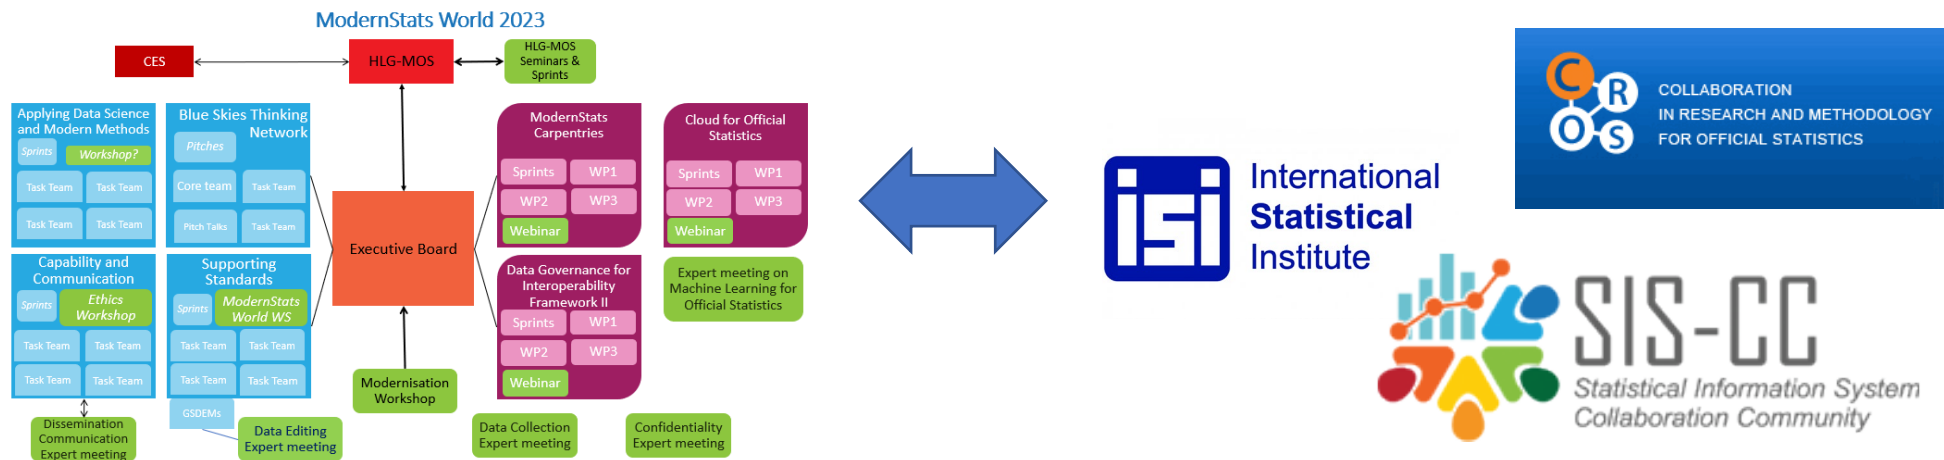 ModernStats World 2023
CES
HLG-MOS
HLG-MOS
Seminars &
Sprints
Applying Data Science
and Modern Methods
Sprints
Workshop?
Task Team
Task Team
Task Team
Task Team
Blue Skies Thinking
Network
Pitches
Core team
Task Team
Pitch Talks
Task Team
Capability and
Communication
Sprints
Ethics
Workshop
Task Team
Task Team
Task Team
Task Team
Supporting
Standards
Sprints
ModernStats
World WS
Task Team
Task Team
Task Team
Task Team
GSDEMs
Dissemination
Communication
Expert meeting
Data Editing
Expert meeting
Executive Board
Modernisation
Workshop
ModernStats
Carpentries
Sprints
WP1
WP2
WP3
Webinar
Cloud for Official
Statistics
Sprints
WP1
WP2
WP3
Webinar
Data Governance for
Interoperability
Framework II
Sprints
WP1
WP2
WP3
Webinar
Expert meeting on
Machine Learning for
Official Statistics
Data Collection
Expert meeting
Confidentiality
Expert meeting
isi
International
Statistical
Institute
CROS
COLLABORATION
IN RESEARCH AND METHODOLOGY
FOR OFFICIAL STATISTICS
SIS-CC
Statistical Information System
Collaboration Community